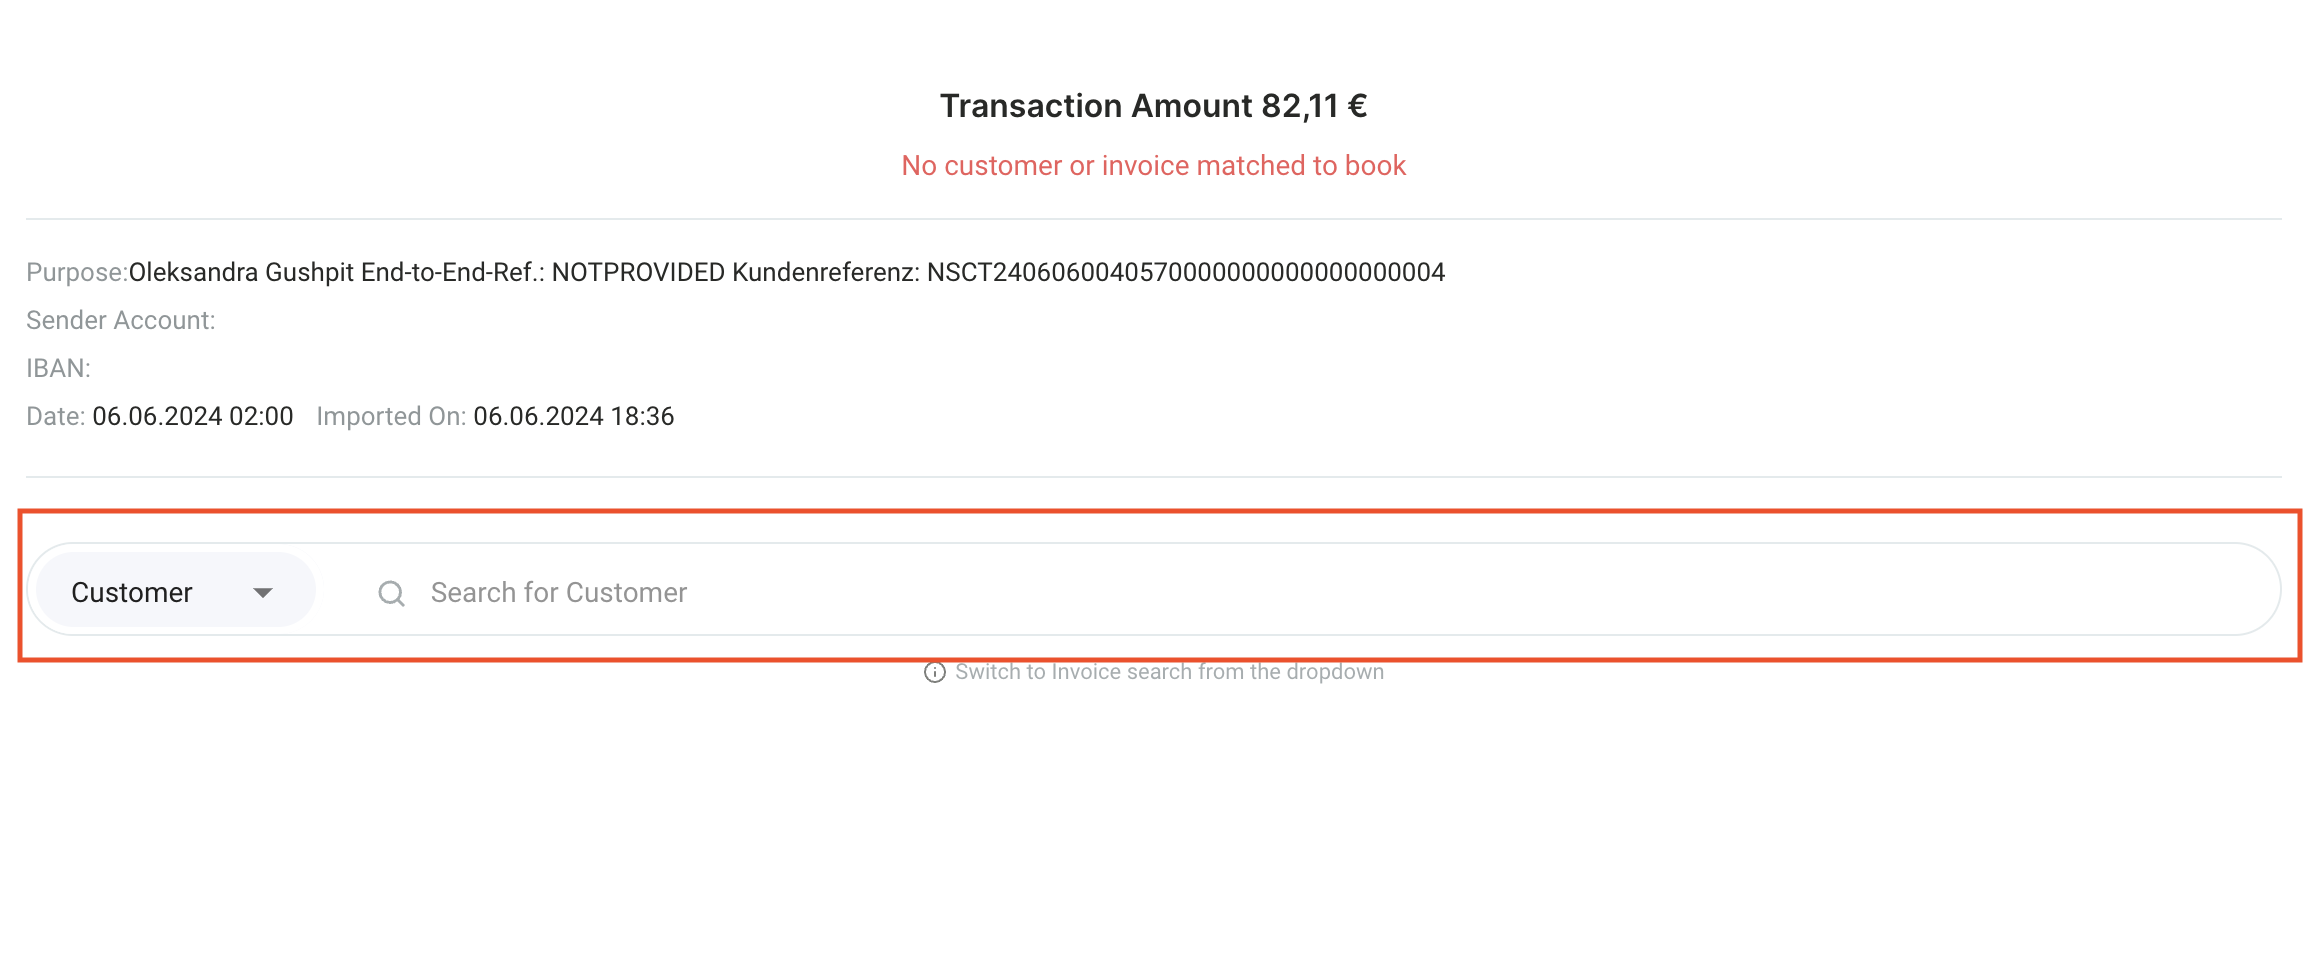 Transaction Amount 82,11 €
No customer or invoice matched to book
Purpose:Oleksandra Gushpit End-to-End-Ref.: NOTPROVIDED Kundenreferenz: NSCT2406060040570000000000000000004
Sender Account:
IBAN:
Date: 06.06.2024 02:00 Imported On: 06.06.2024 18:36
Customer Search for Customer
Switch to Invoice search from the dropdown